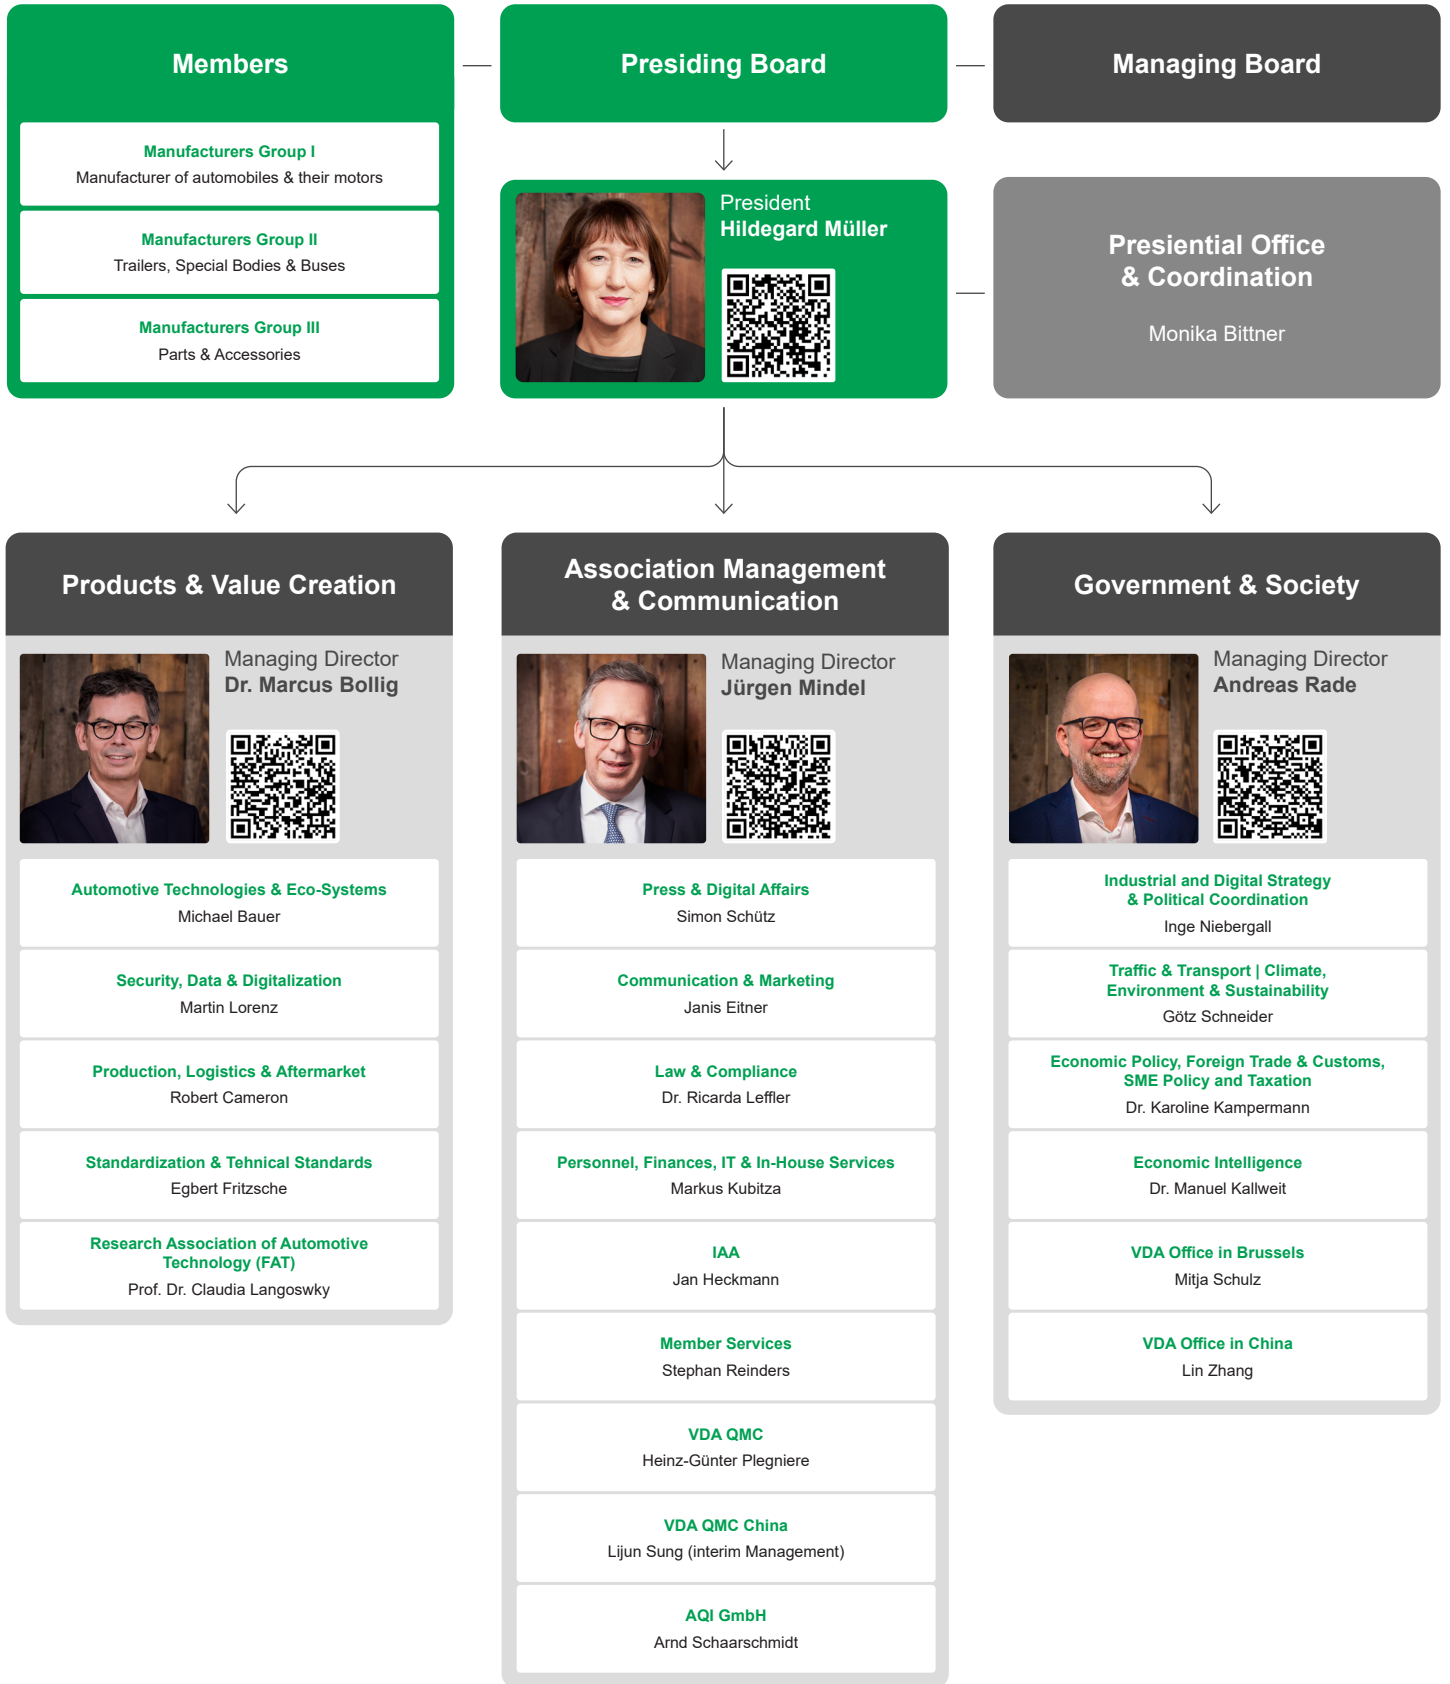 Members
Manufacturers Group I
Manufacturer of automobiles & their motors
Manufacturers Group II
Trailers, Special Bodies & Buses
Manufacturers Group III
Parts & Accessories
Presiding Board
Managing Board
President
Hildegard Müller
Presiential Office
& Coordination
Monika Bittner
Products & Value Creation
Managing Director
Dr. Marcus Bollig
Automotive Technologies & Eco-Systems
Michael Bauer
Security, Data & Digitalization
Martin Lorenz
Production, Logistics & Aftermarket
Robert Cameron
Standardization & Tehnical Standards
Egbert Fritzsche
Research Association of Automotive
Technology (FAT)
Prof. Dr. Claudia Langoswky
Association Management
& Communication
Managing Director
Jürgen Mindel
Press & Digital Affairs
Simon Schütz
Communication & Marketing
Janis Eitner
Law & Compliance
Dr. Ricarda Leffler
Personnel, Finances, IT & In-House Services
Markus Kubitza
IAA
Jan Heckmann
Member Services
Stephan Reinders
VDA QMC
Heinz-Günter Plegniere
VDA QMC China
Lijun Sung (interim Management)
AQI GmbH
Arnd Schaarschmidt
Government & Society
Managing Director
Andreas Rade
Industrial and Digital Strategy
& Political Coordination
Inge Niebergall
Traffic & Transport | Climate,
Environment & Sustainability
Götz Schneider
Economic Policy, Foreign Trade & Customs,
SME Policy and Taxation
Dr. Karoline Kampermann
Economic Intelligence
Dr. Manuel Kallweit
VDA Office in Brussels
Mitja Schulz
VDA Office in China
Lin Zhang